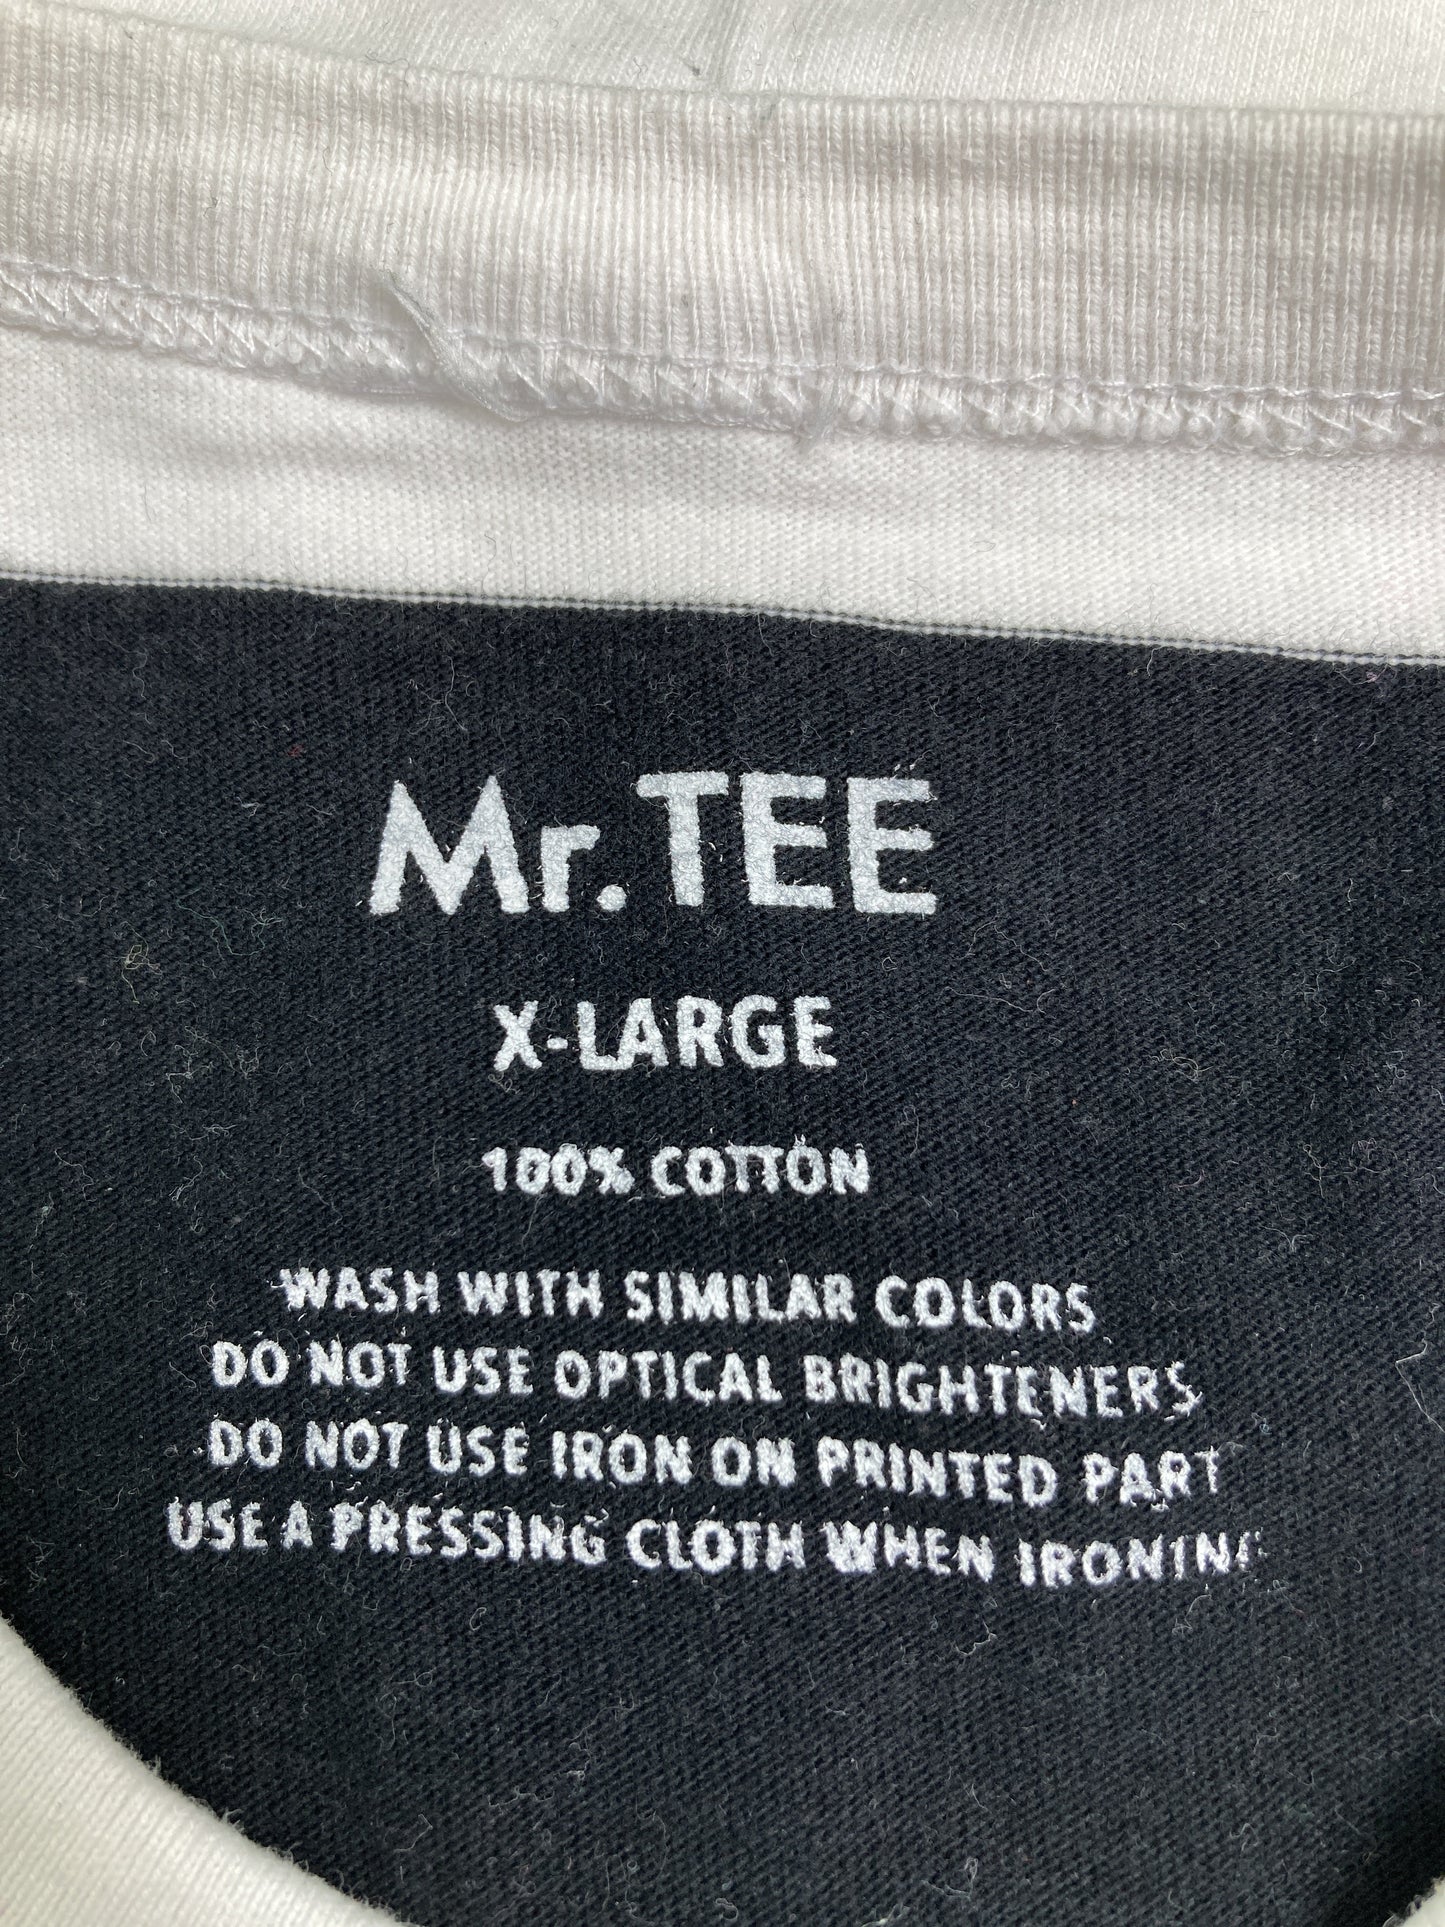 Mr. TEE
X-LARGE
100% COTTON
WASH WITH SIMILAR COLORS
DO NOT USE OPTICAL BRIGHTENERS
DO NOT USE IRON ON PRINTED PART
USE A PRESSING CLOTH WHEN IRONING